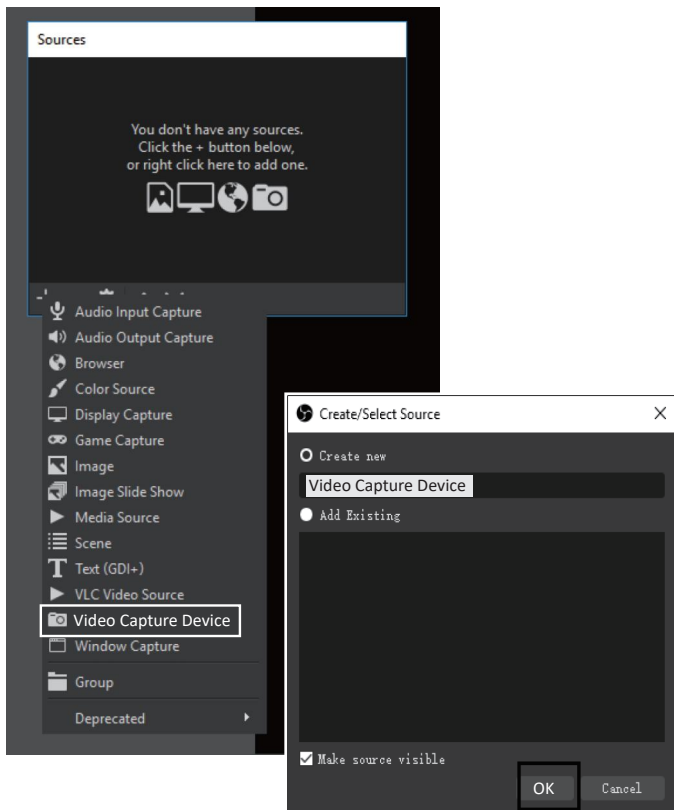 Sources
You don't have any sources.
Click the + button below,
or right click here to add one.
Audio Input Capture
Audio Output Capture
Browser
Color Source
Display Capture
Game Capture
Image
Image Slide Show
Media Source
Scene
Text (GDI+)
VLC Video Source
Video Capture Device
Window Capture
Group
Deprecated
Create/Select Source
Create new
Video Capture Device
Add Existing
Make source visible
OK
Cancel